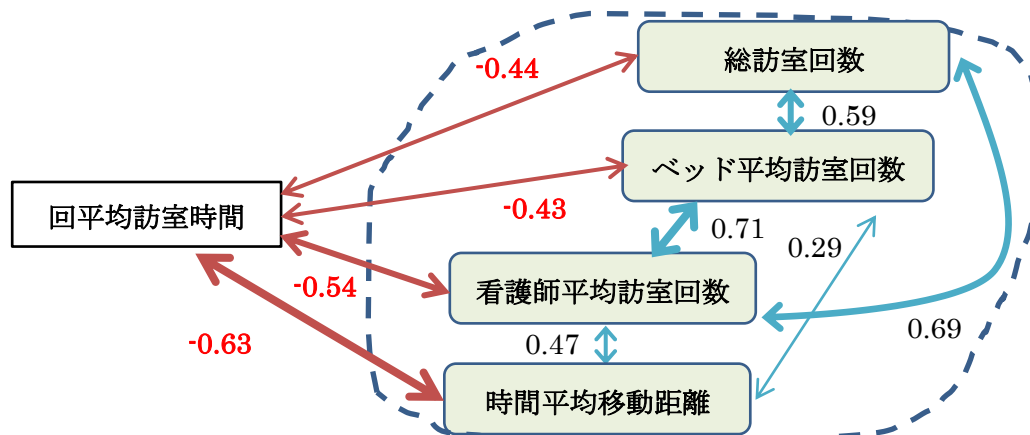 総訪室回数
-0.44
0.59
ベッド平均訪室回数
回平均訪室時間
-0.43
0.71
0.29
看護師平均訪室回数
-0.54
0.69
-0.63
0.47
時間平均移動距離